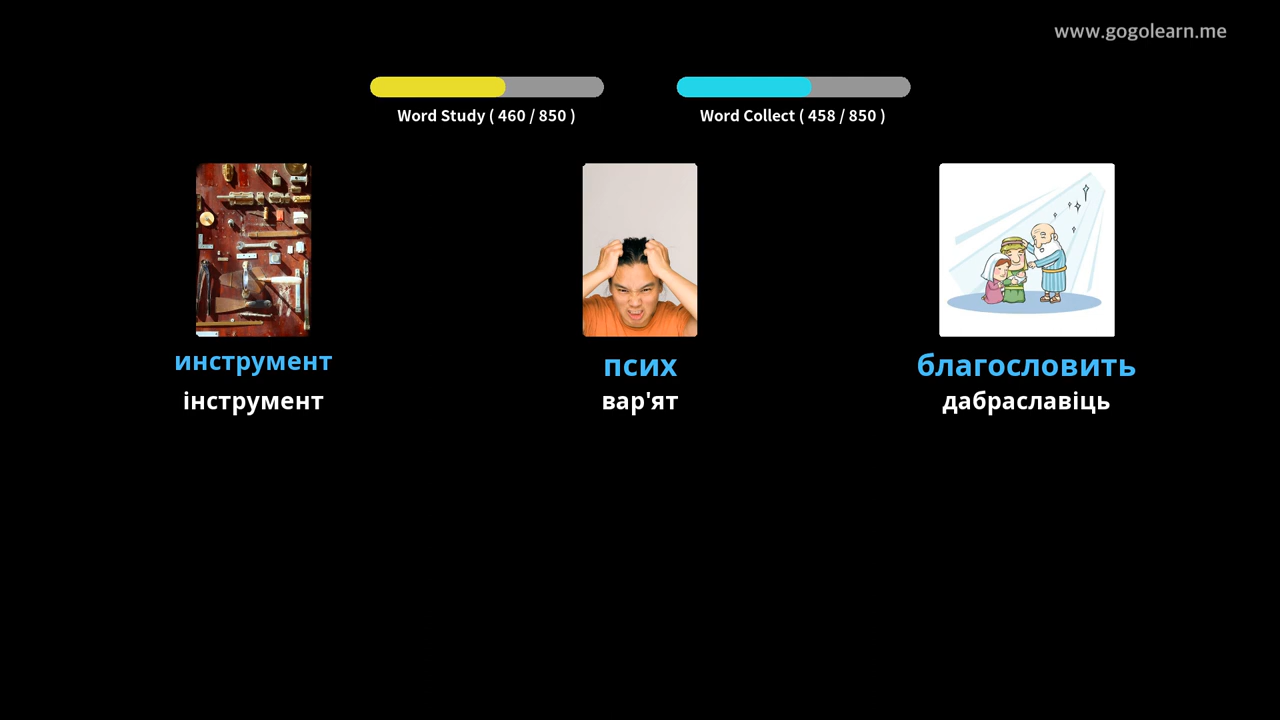 www.gogolearn.me
Word Study ( 460 / 850 )
Word Collect ( 458 / 850 )
инструмент
інструмент
псих
вар'ят
благословить
дабраславіць